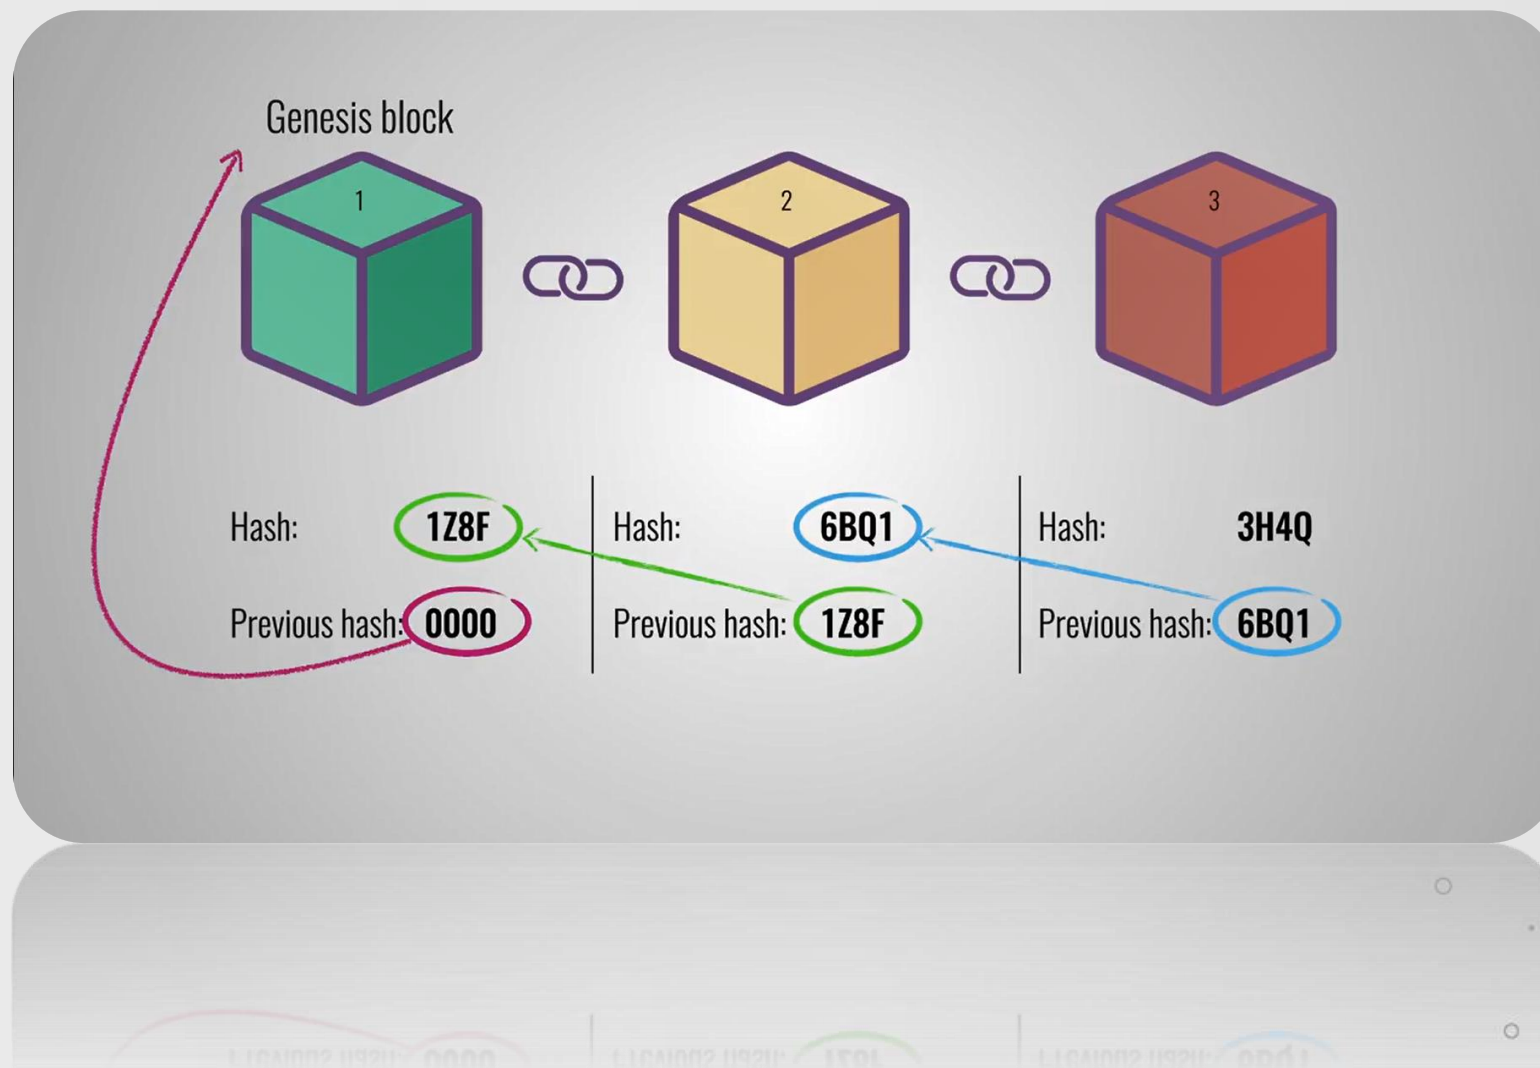 Genesis block
1
2
3
Hash: 1Z8F
Previous hash: 0000
Hash: 6BQ1
Previous hash: 1Z8F
Hash: 3H4Q
Previous hash: 6BQ1